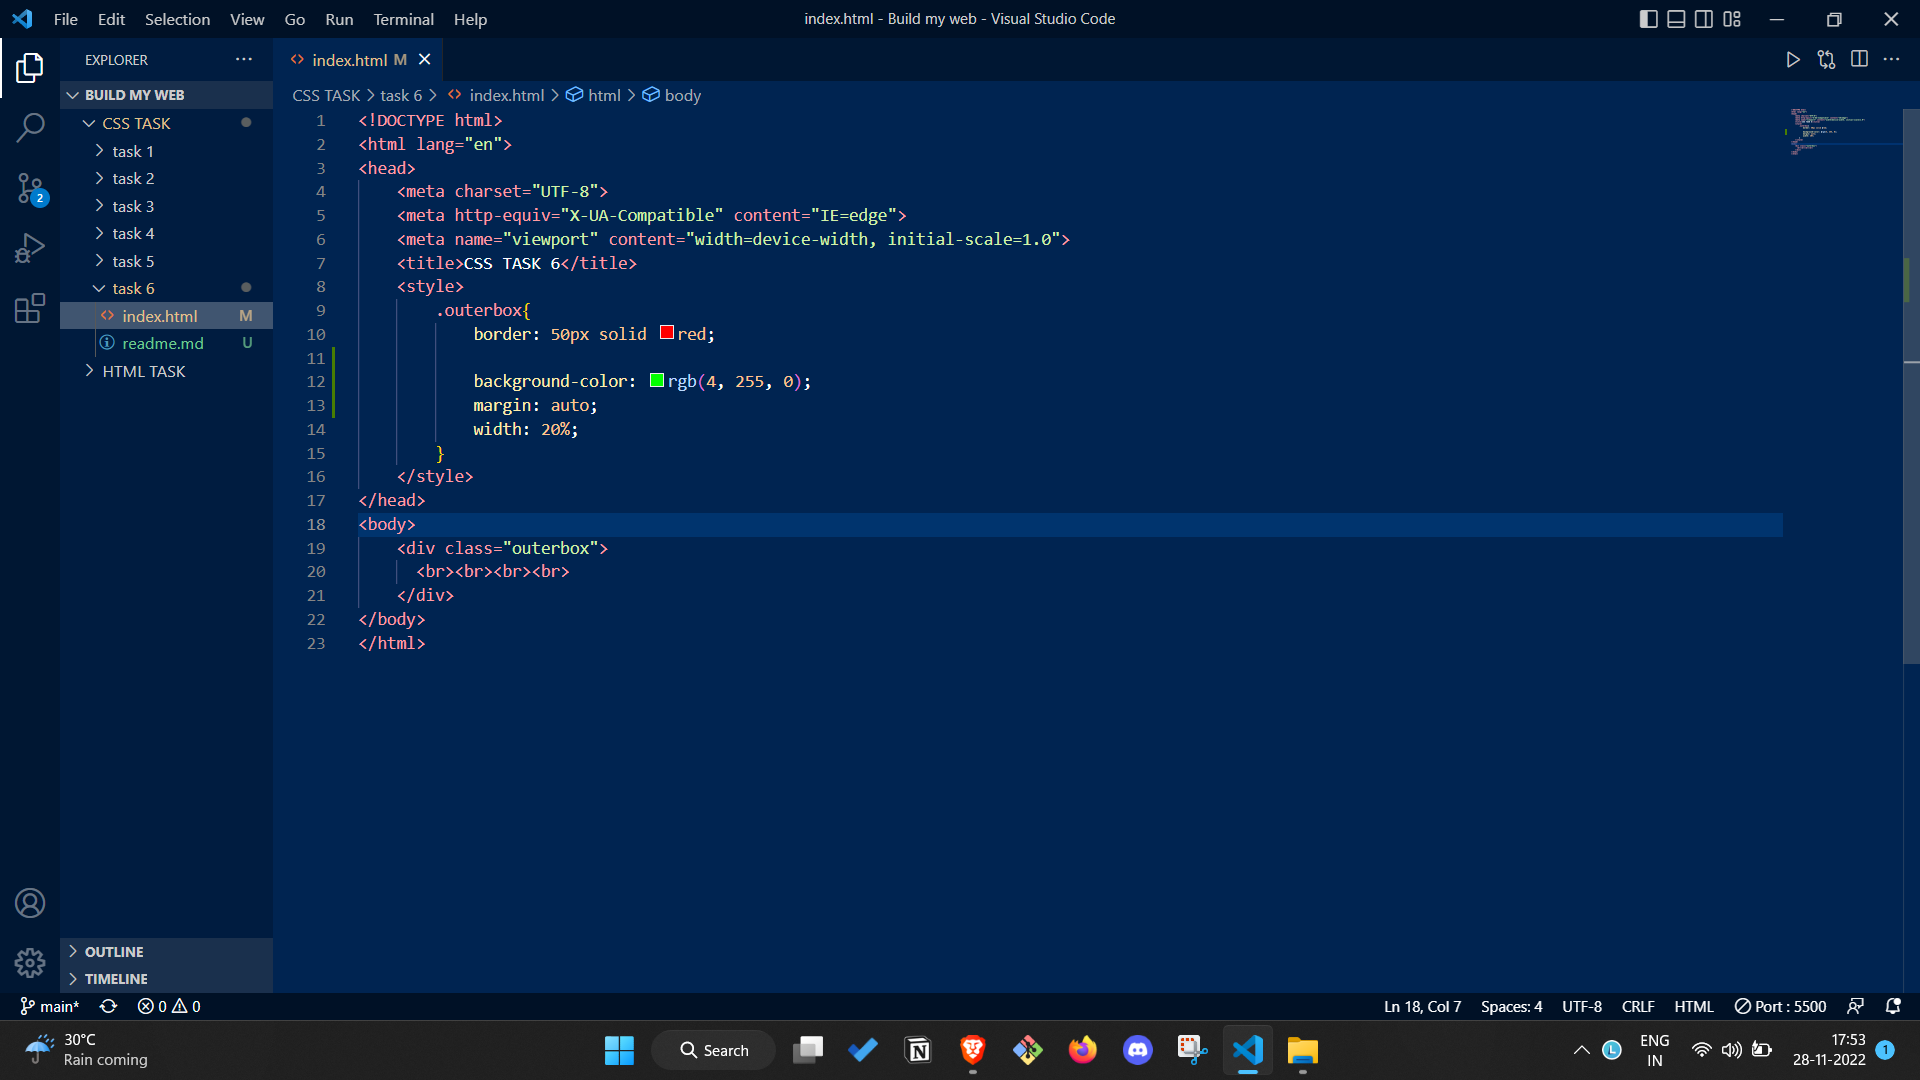 File Edit Selection View Go Run Terminal Help
index.html - Build my web - Visual Studio Code
EXPLORER
BUILD MY WEB
CSS TASK
task 1
task 2
2
task 3
task 4
task 5
task 6
index.html M
readme.md U
HTML TASK
OUTLINE
TIMELINE
index.html M
CSS TASK > task 6 > index.html > html > body
1 <!DOCTYPE html>
2 <html lang="en">
3 <head>
4 <meta charset="UTF-8">
5 <meta http-equiv="X-UA-Compatible" content="IE=edge">
6 <meta name="viewport" content="width=device-width, initial-scale=1.0">
7 <title>CSS TASK 6</title>
8 <style>
9 .outerbox{
10 border: 50px solid red;
11
12 background-color: rgb(4, 255, 0);
13 margin: auto;
14 width: 20%;
15 }
16 </style>
17 </head>
18 <body>
19 <div class="outerbox">
20 <br><br><br><br>
21 </div>
22 </body>
23 </html>
main* 0 0
Ln 18, Col 7 Spaces: 4 UTF-8 CRLF HTML Port : 5500
30°C
Rain coming
Search
ENG
IN
17:53
28-11-2022
1